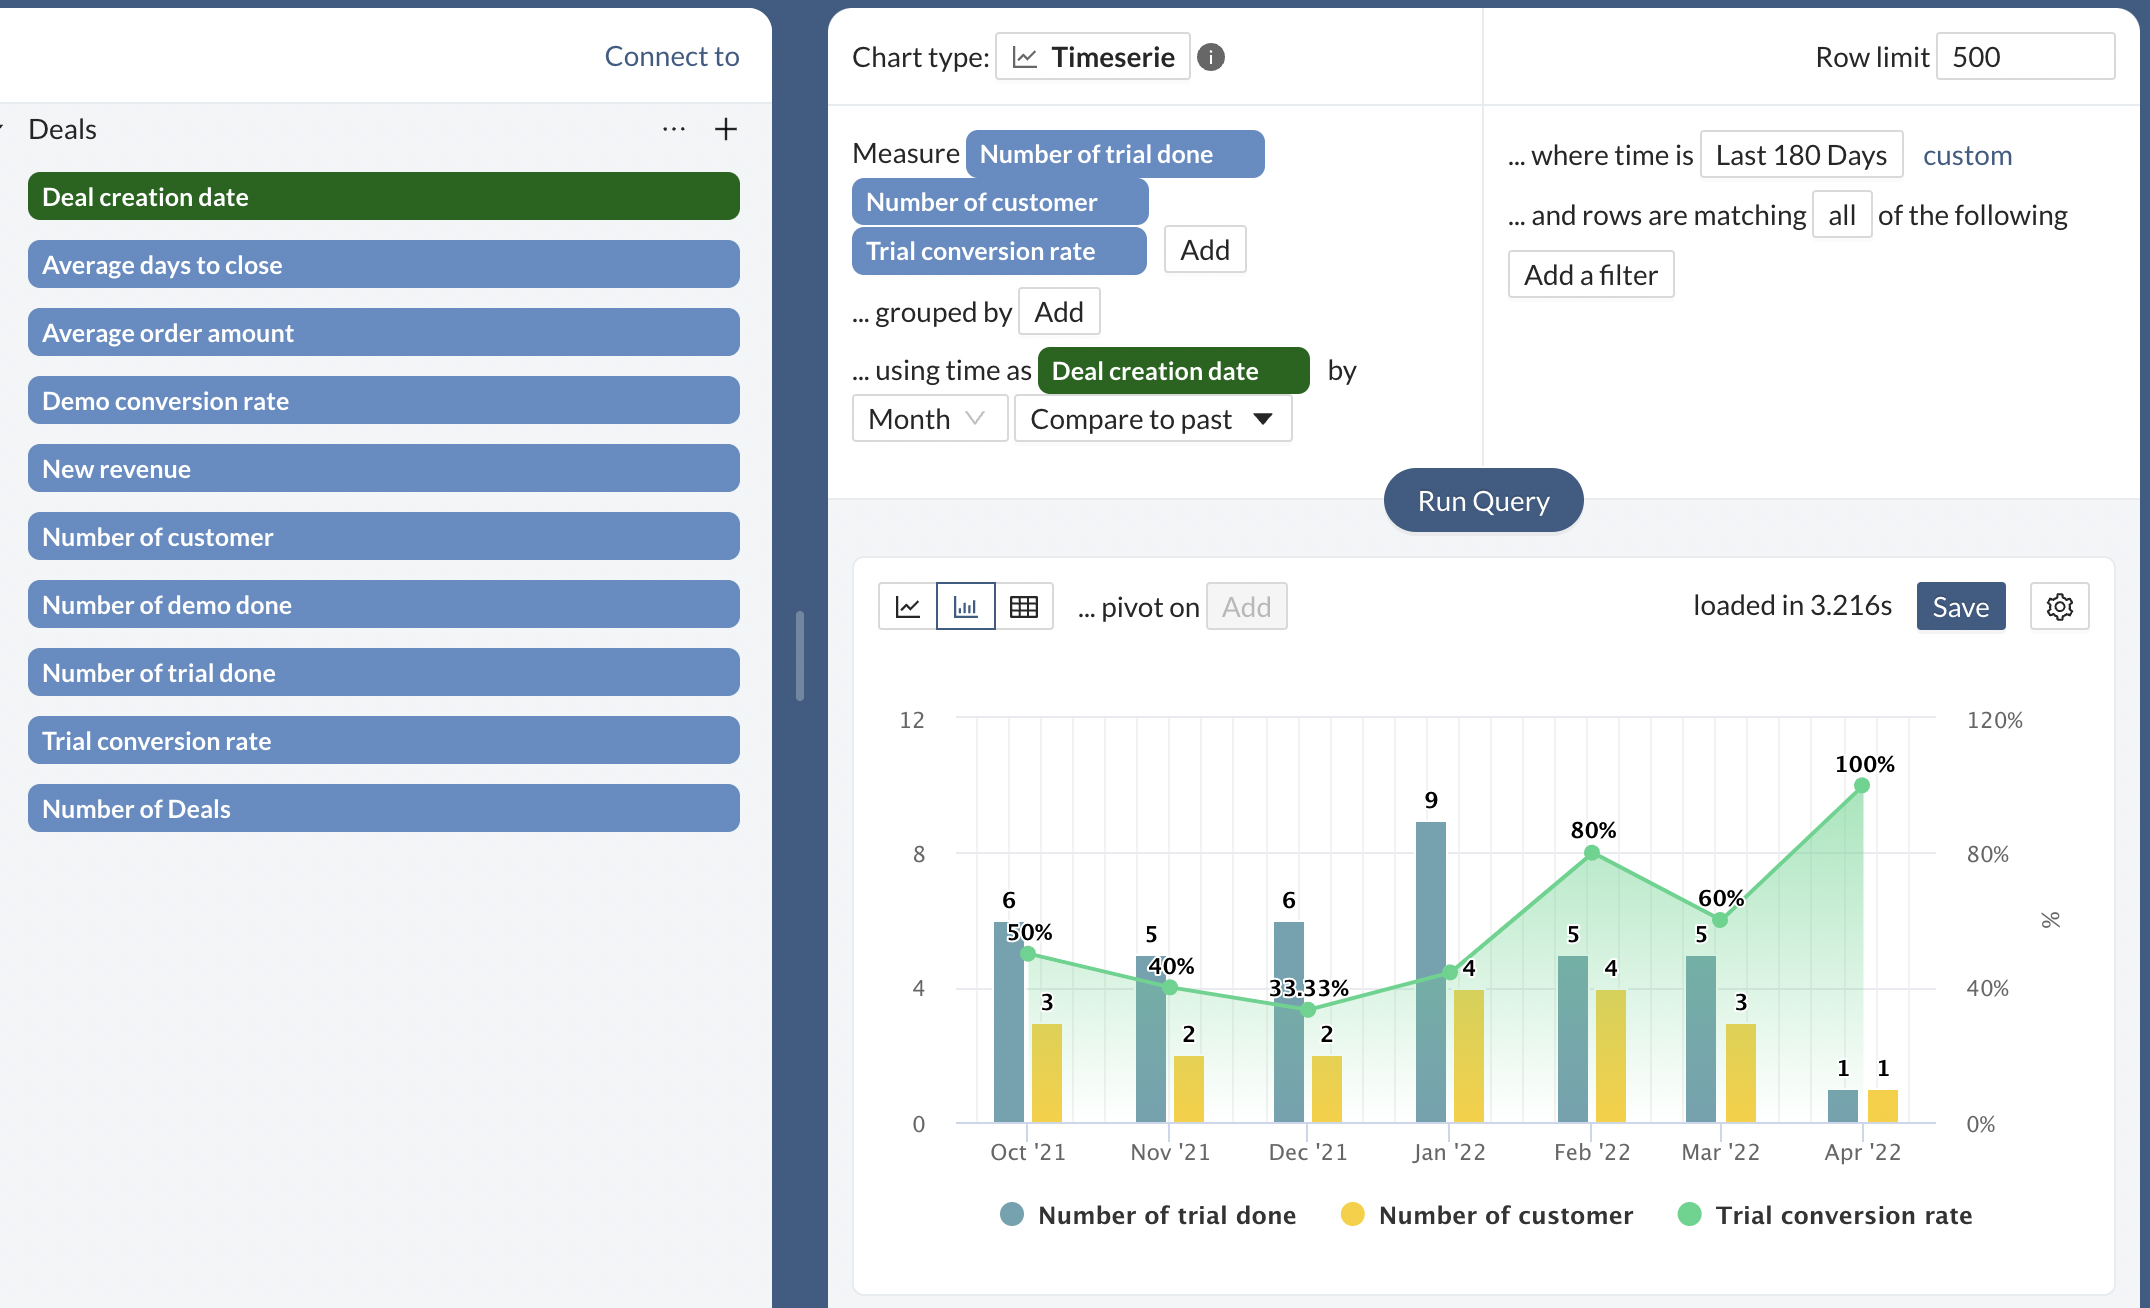 Connect to
Deals
Deal creation date
Average days to close
Average order amount
Demo conversion rate
New revenue
Number of customer
Number of demo done
Number of trial done
Trial conversion rate
Number of Deals
Chart type: Timeserie
Row limit 500
Measure Number of trial done
Number of customer
Trial conversion rate Add
... grouped by Add
... using time as Deal creation date by
Month Compare to past
... where time is Last 180 Days custom
... and rows are matching all of the following
Add a filter
Run Query
... pivot on Add
loaded in 3.216s Save
12 120%
100%
9
80%
8 80%
6 6
50% 5 5 60% 5
%
40% 33.33% 4 4
4 40%
3 2 2 3
1 1
0 0%
Oct '21 Nov '21 Dec '21 Jan '22 Feb '22 Mar '22 Apr '22
Number of trial done Number of customer Trial conversion rate